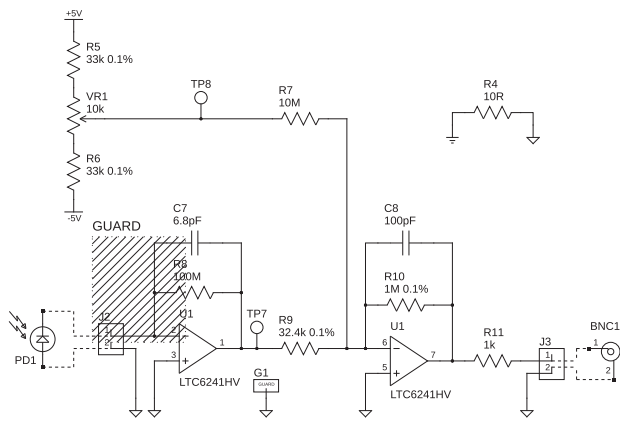 +5V
R5
33k 0.1%
VR1
10k
TP8
R7
10M
R4
10R
R6
33k 0.1%
-5V
GUARD
C7
6.8pF
C8
100pF
R8
100M
R10
1M 0.1%
J2
1
2
U1
2
3
1
LTC6241HV
TP7
R9
32.4k 0.1%
U1
6
5
7
LTC6241HV
R11
1k
J3
1
2
BNC1
1
2
PD1
G1
GUARD